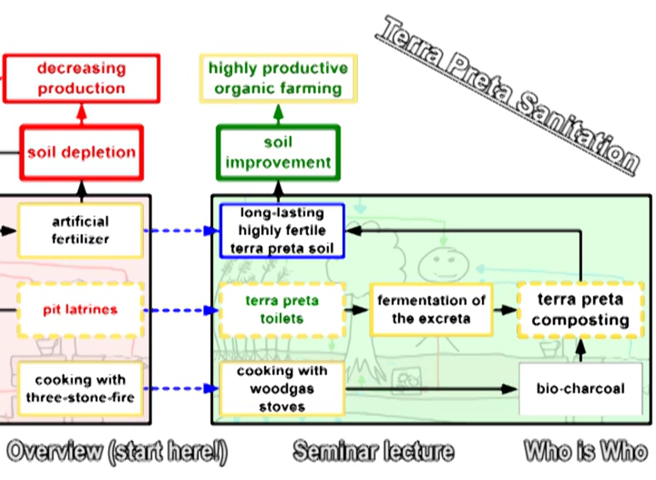 Terra Preta Sanitation
decreasing
production
highly productive
organic farming
soil depletion
soil
improvement
artificial
fertilizer
long-lasting
highly fertile
terra preta soil
pit latrines
terra preta
toilets
fermentation of
the excreta
terra preta
composting
cooking with
three-stone-fire
cooking with
woodgas
stoves
bio-charcoal
Overview (start here!)
Seminar lecture
Who is Who